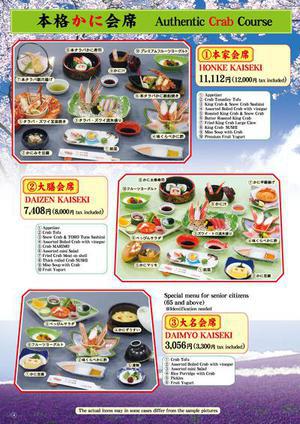 本格かに会席 Authentic Crab Course
①本家会席
HONKE KAISEKI
11,112円(12,000円 tax included)
① Appetizer
② Crab Tomalley Tofu
③ King Crab & Snow Crab Sashimi
④ Assorted Boiled Crab with vinegar
⑤ Roasted King Crab & Snow Crab
⑥ Butter Roasted King Crab
⑦ Fried King Crab Large Claw
⑧ King Crab SUSHI
⑨ Miso Soup with Crab
⑩ Premium Fruit Yogurt
②大膳会席
DAIZEN KAISEKI
7,408円(8,000円 tax included)
① Appetizer
② Crab Tofu
③ Snow Crab & TORO Tuna Sashimi
④ Assorted Boiled Crab with vinegar
⑤ Crab MARIMO
⑥ Assorted mini Salad
⑦ Fried Crab Meat on shell
⑧ Thick rolled Crab SUSHI
⑨ Miso Soup with Crab
⑩ Fruit Yogurt
Special menu for senior citizens
(65 and above)
※Identification needed
③大名会席
DAIMYO KAISEKI
3,056円(3,300円 tax included)
① Crab Tofu
② Assorted Boiled Crab with vinegar
③ Assorted mini Salad
④ Rice Porridge with Crab
⑤ Pickles
⑥ Fruit Yogurt
The actual items may in some cases differ from the sample pictures.